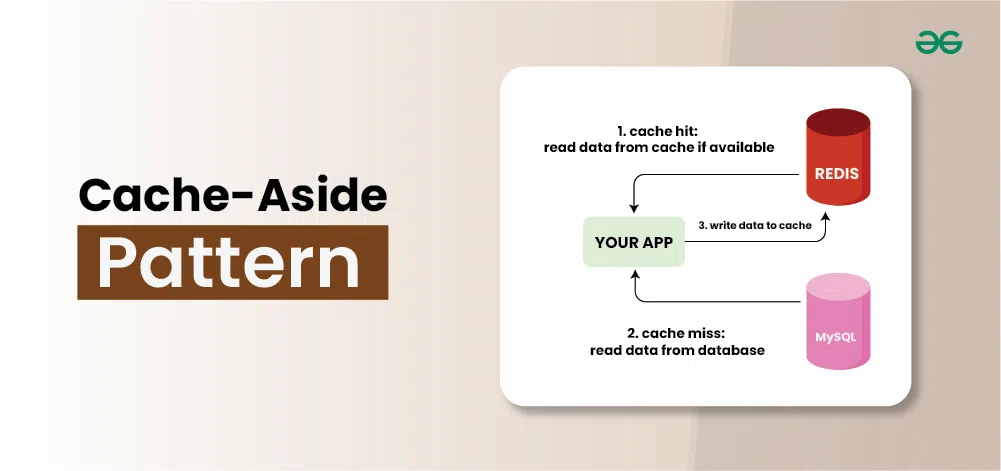 Cache-Aside
Pattern
1. cache hit:
read data from cache if available
REDIS
3. write data to cache
YOUR APP
MySQL
2. cache miss:
read data from database